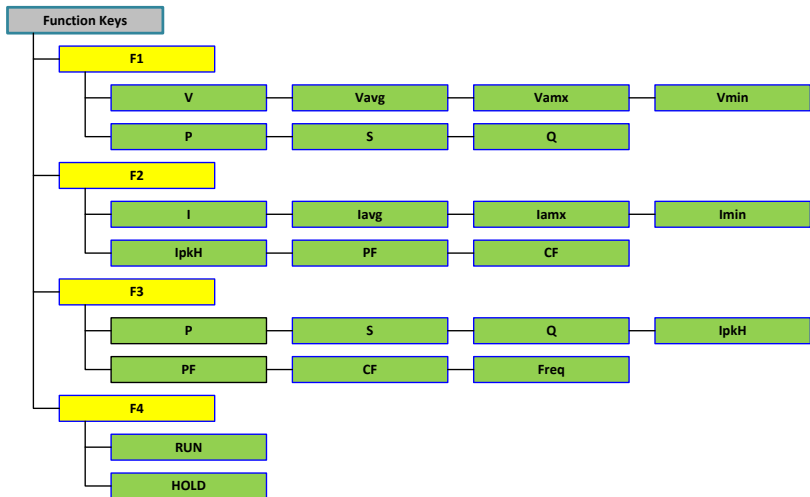 Function Keys
F1
V Vavg Vamx Vmin
P S Q
F2
I Iavg Iamx Imin
IpkH PF CF
F3
P S Q IpkH
PF CF Freq
F4
RUN
HOLD